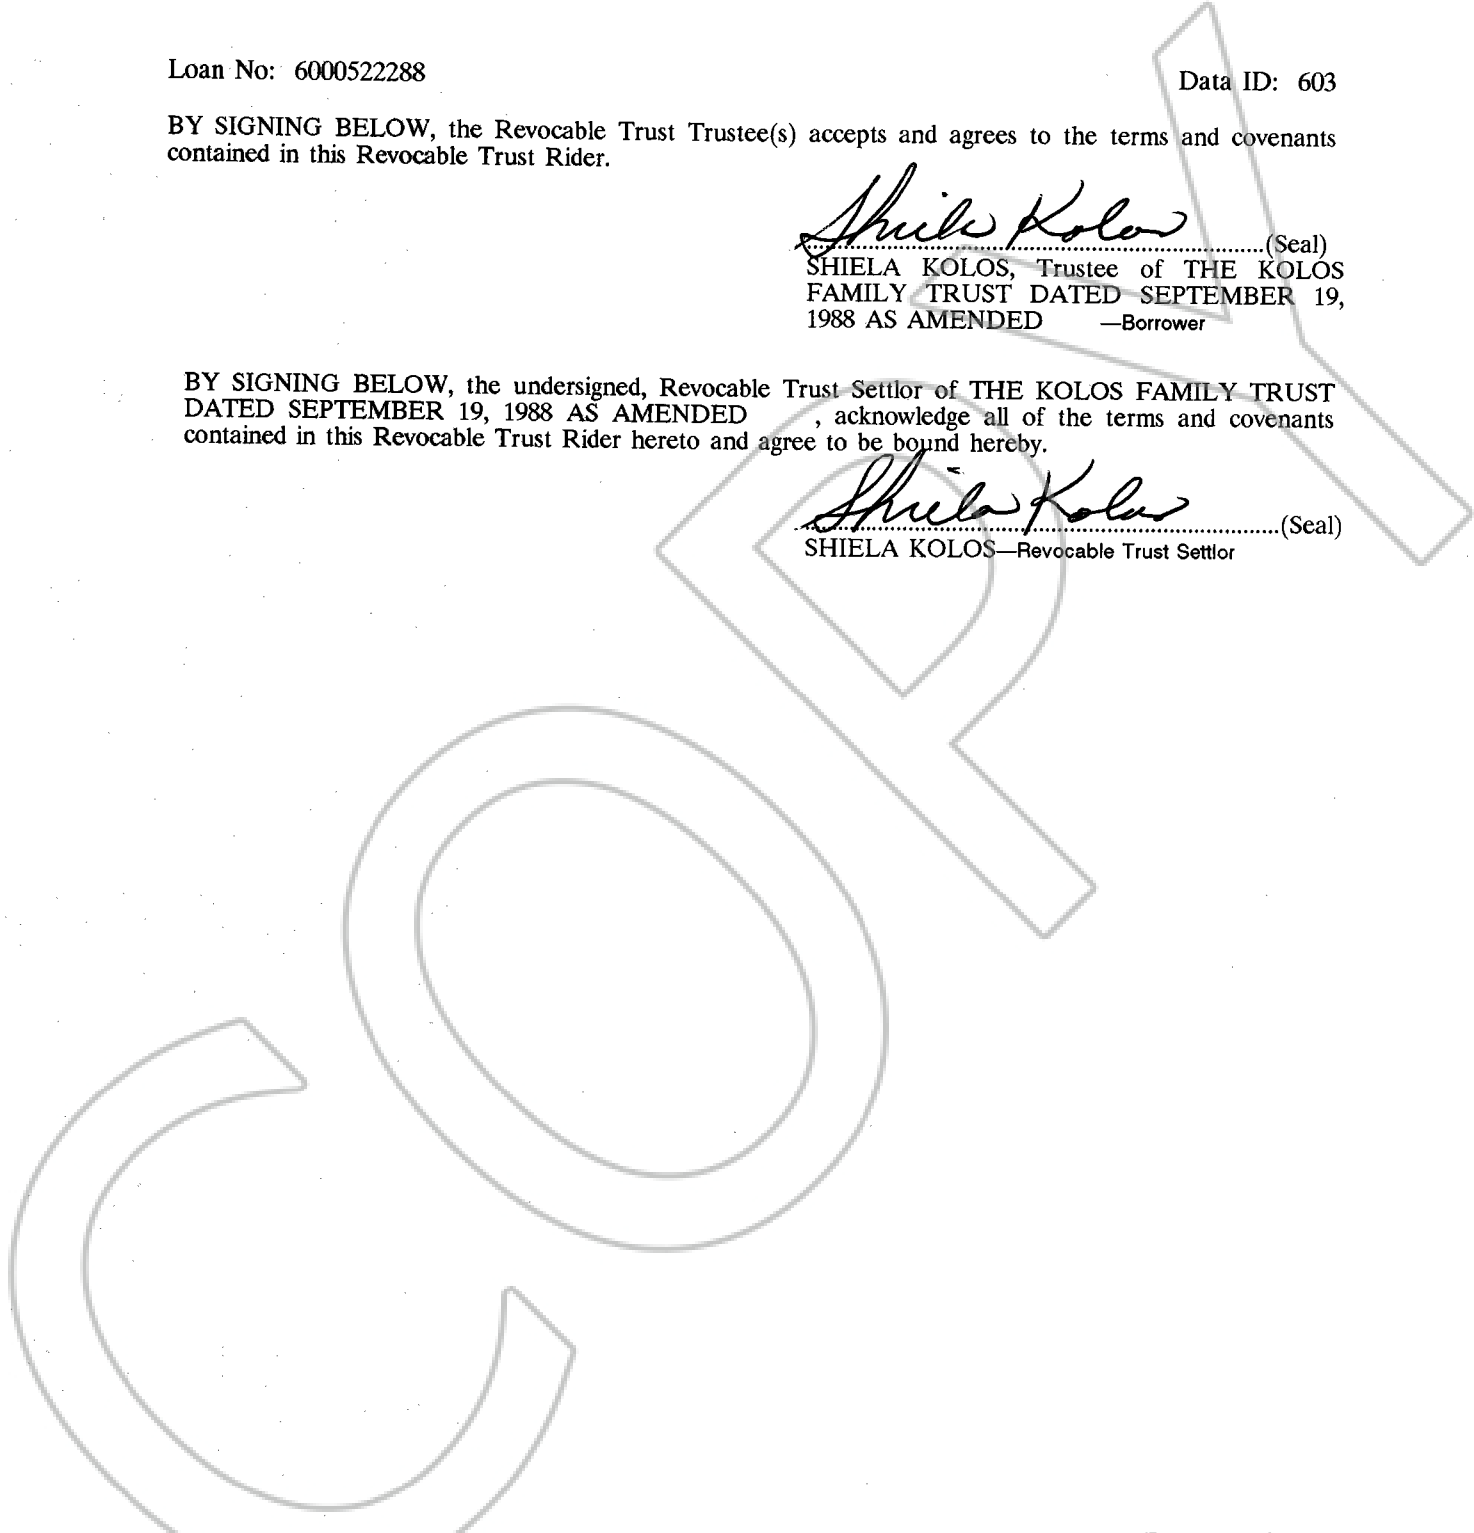 Loan No: 6000522288
Data ID: 603
BY SIGNING BELOW, the Revocable Trust Trustee(s) accepts and agrees to the terms and covenants
contained in this Revocable Trust Rider.
Shiela Kolos
(Seal)
SHIELA KOLOS, Trustee of THE KOLOS
FAMILY TRUST DATED SEPTEMBER 19,
1988 AS AMENDED —Borrower
BY SIGNING BELOW, the undersigned, Revocable Trust Settlor of THE KOLOS FAMILY TRUST
DATED SEPTEMBER 19, 1988 AS AMENDED , acknowledge all of the terms and covenants
contained in this Revocable Trust Rider hereto and agree to be bound hereby.
Shiela Kolos
(Seal)
SHIELA KOLOS—Revocable Trust Settlor
COPY